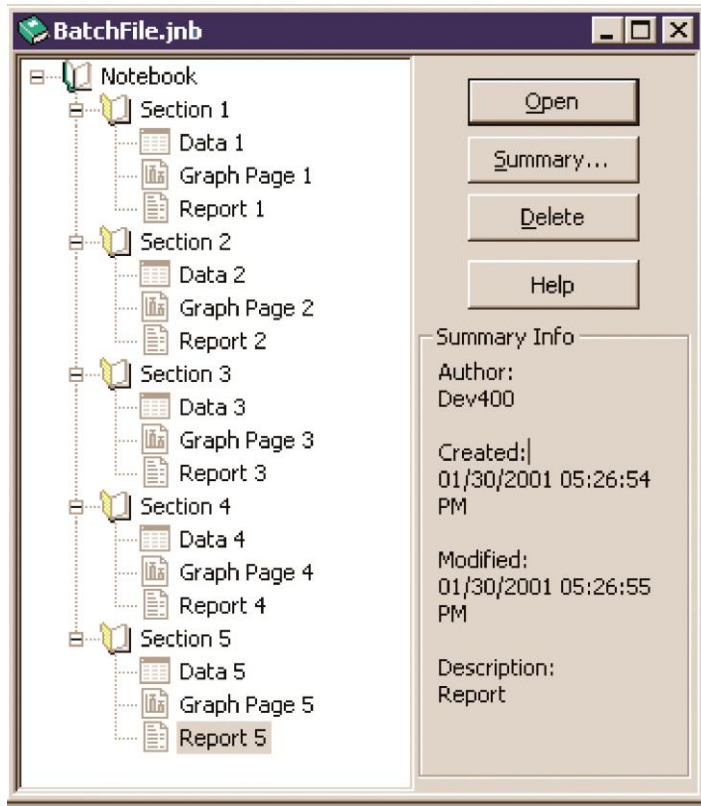 BatchFile.jnb
Notebook
Section 1
Data 1
Graph Page 1
Report 1
Section 2
Data 2
Graph Page 2
Report 2
Section 3
Data 3
Graph Page 3
Report 3
Section 4
Data 4
Graph Page 4
Report 4
Section 5
Data 5
Graph Page 5
Report 5
Open
Summary...
Delete
Help
Summary Info
Author:
Dev400
Created:
01/30/2001 05:26:54
PM
Modified:
01/30/2001 05:26:55
PM
Description:
Report